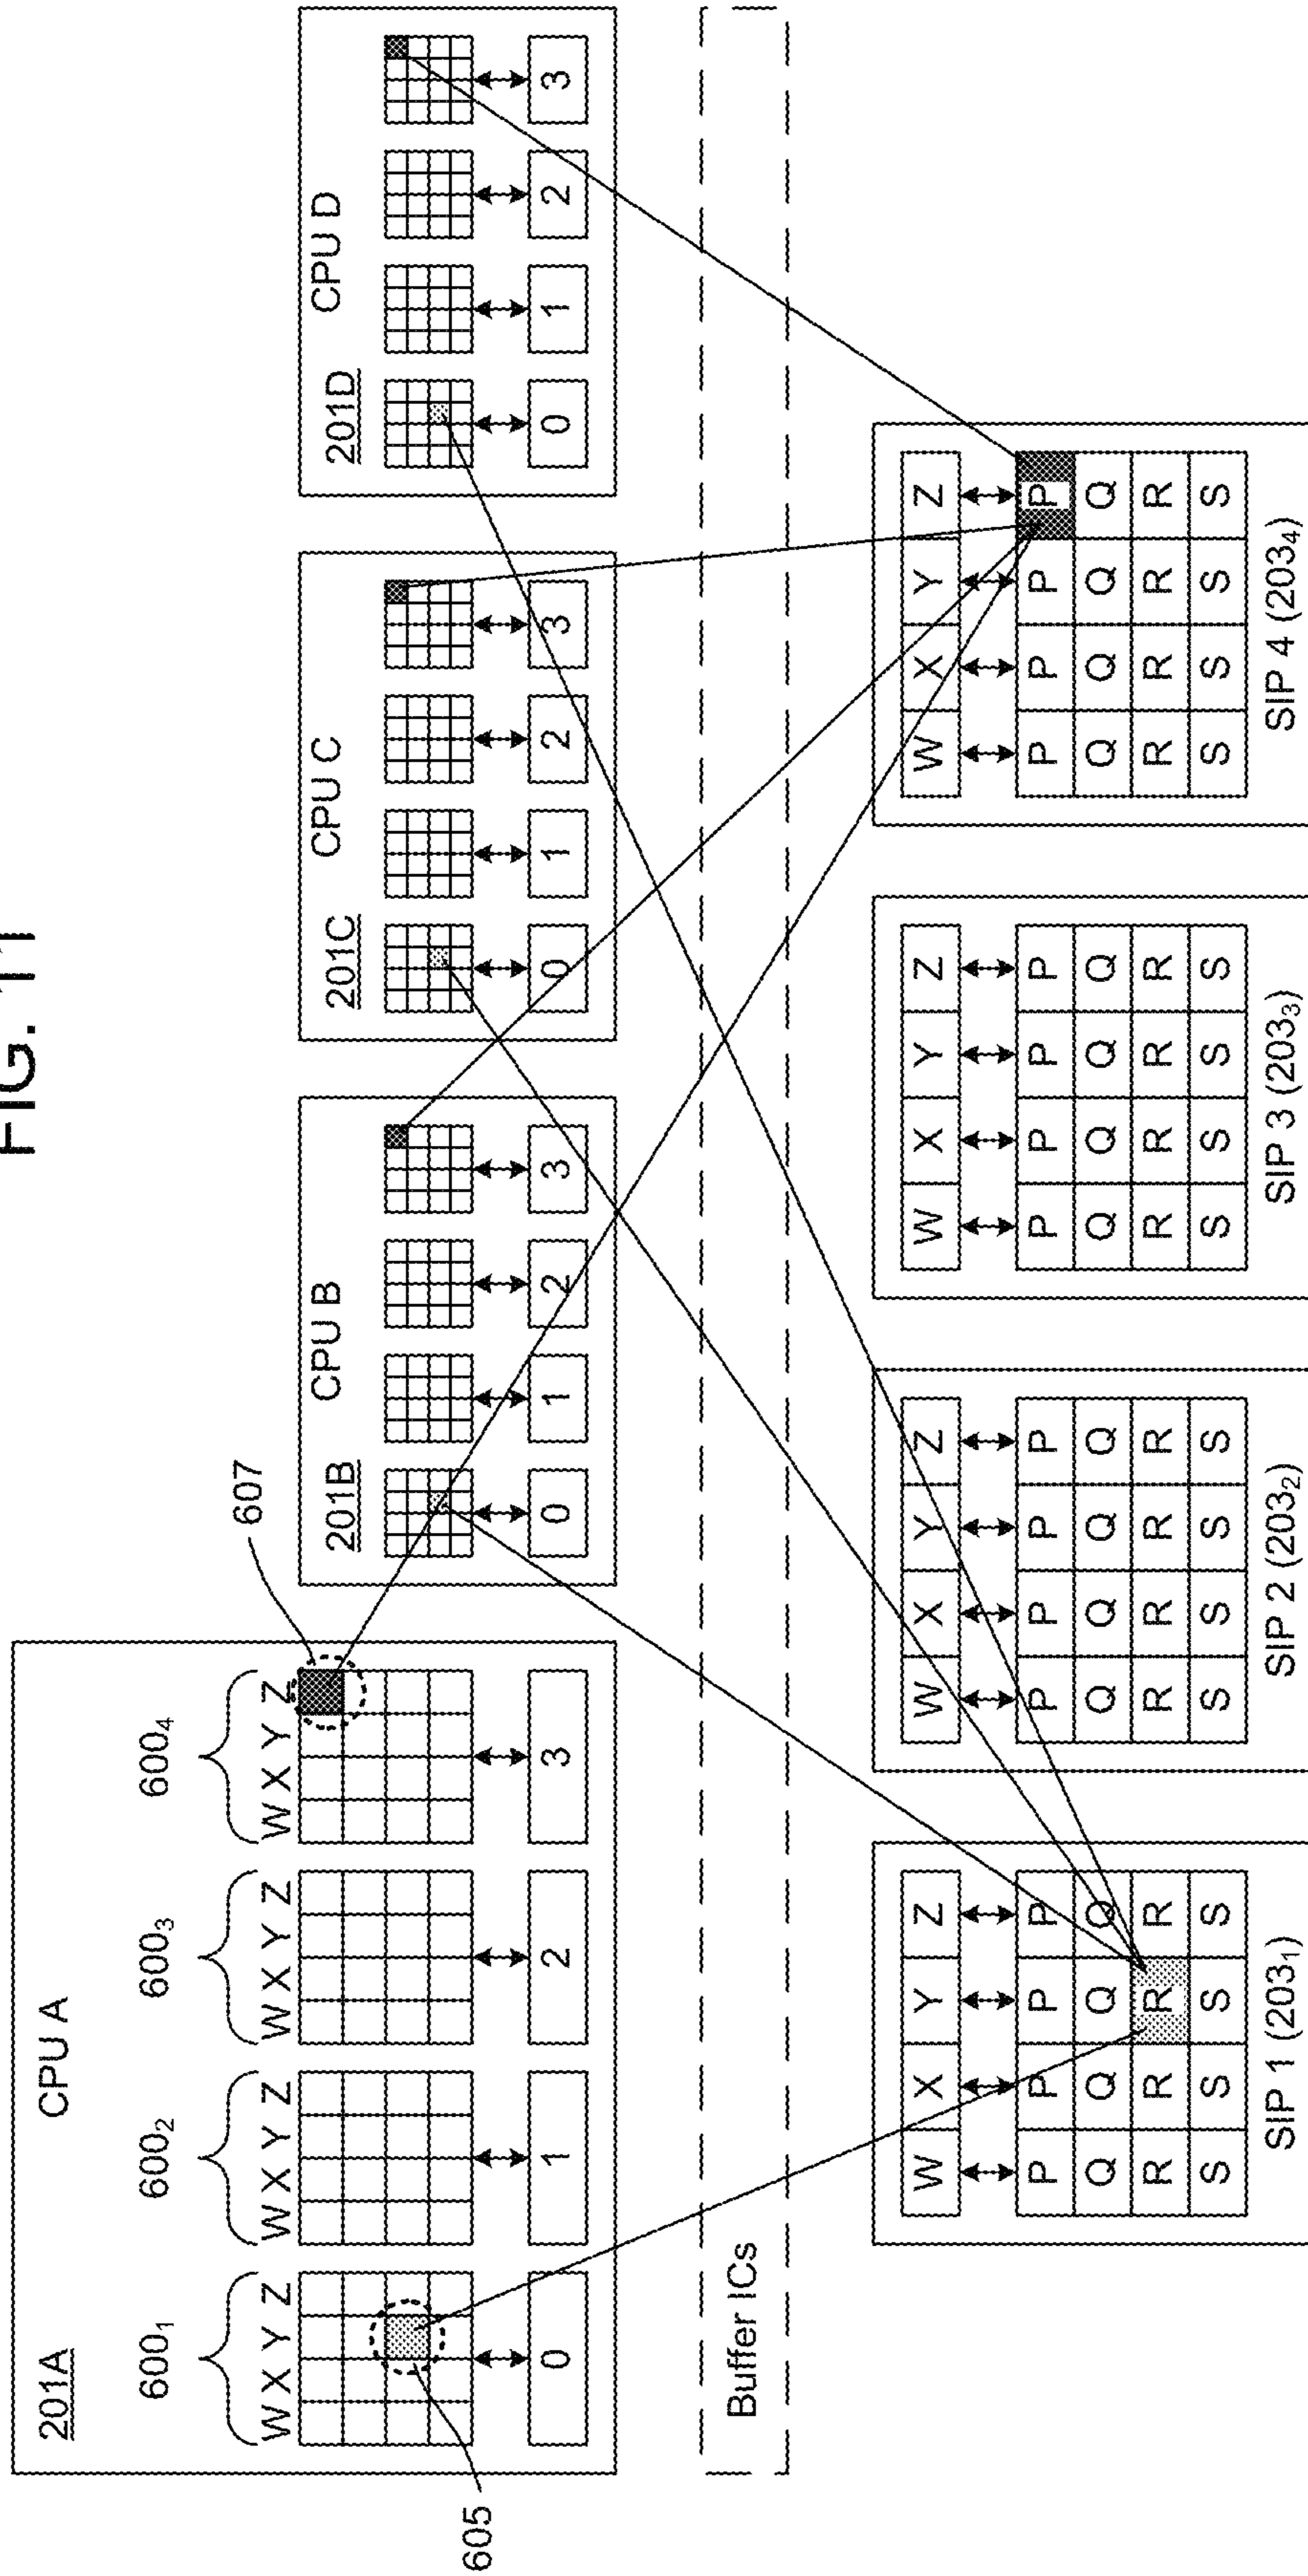 FIG. 11
201A CPU A
600₁ 600₂ 600₃ 600₄
W X Y Z W X Y Z W X Y Z W X Y Z
607
605
0 1 2 3
201B CPU B
0 1 2 3
201C CPU C
0 1 2 3
201D CPU D
0 1 2 3
Buffer ICs
W X Y Z
P P P P
Q Q Q Q
R R R R
S S S S
SIP 1 (203₁)
W X Y Z
P P P P
Q Q Q Q
R R R R
S S S S
SIP 2 (203₂)
W X Y Z
P P P P
Q Q Q Q
R R R R
S S S S
SIP 3 (203₃)
W X Y Z
P P P P
Q Q Q Q
R R R R
S S S S
SIP 4 (203₄)